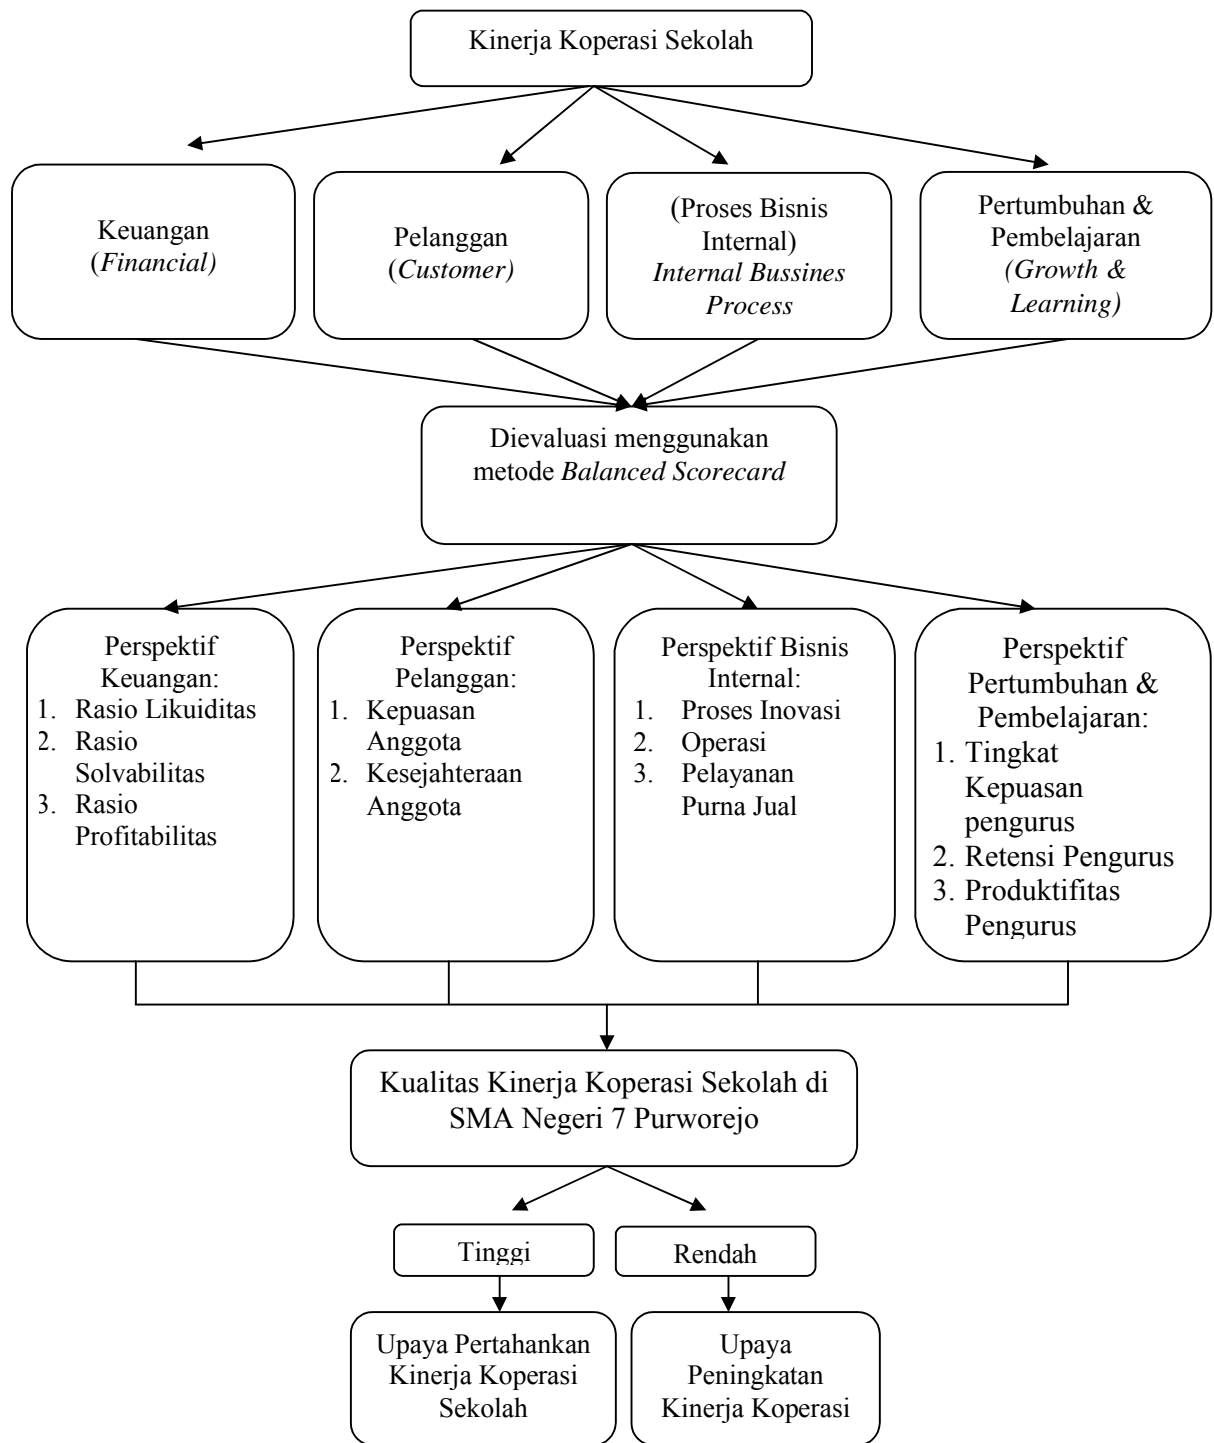 Kinerja Koperasi Sekolah
Keuangan
(Financial)
Pelanggan
(Customer)
(Proses Bisnis
Internal)
Internal Bussines
Process
Pertumbuhan &
Pembelajaran
(Growth &
Learning)
Dievaluasi menggunakan
metode Balanced Scorecard
Perspektif
Keuangan:
1. Rasio Likuiditas
2. Rasio
Solvabilitas
3. Rasio
Profitabilitas
Perspektif
Pelanggan:
1. Kepuasan
Anggota
2. Kesejahteraan
Anggota
Perspektif Bisnis
Internal:
1. Proses Inovasi
2. Operasi
3. Pelayanan
Purna Jual
Perspektif
Pertumbuhan &
Pembelajaran:
1. Tingkat
Kepuasan
pengurus
2. Retensi Pengurus
3. Produktifitas
Pengurus
Kualitas Kinerja Koperasi Sekolah di
SMA Negeri 7 Purworejo
Tinggi
Rendah
Upaya Pertahankan
Kinerja Koperasi
Sekolah
Upaya
Peningkatan
Kinerja Koperasi